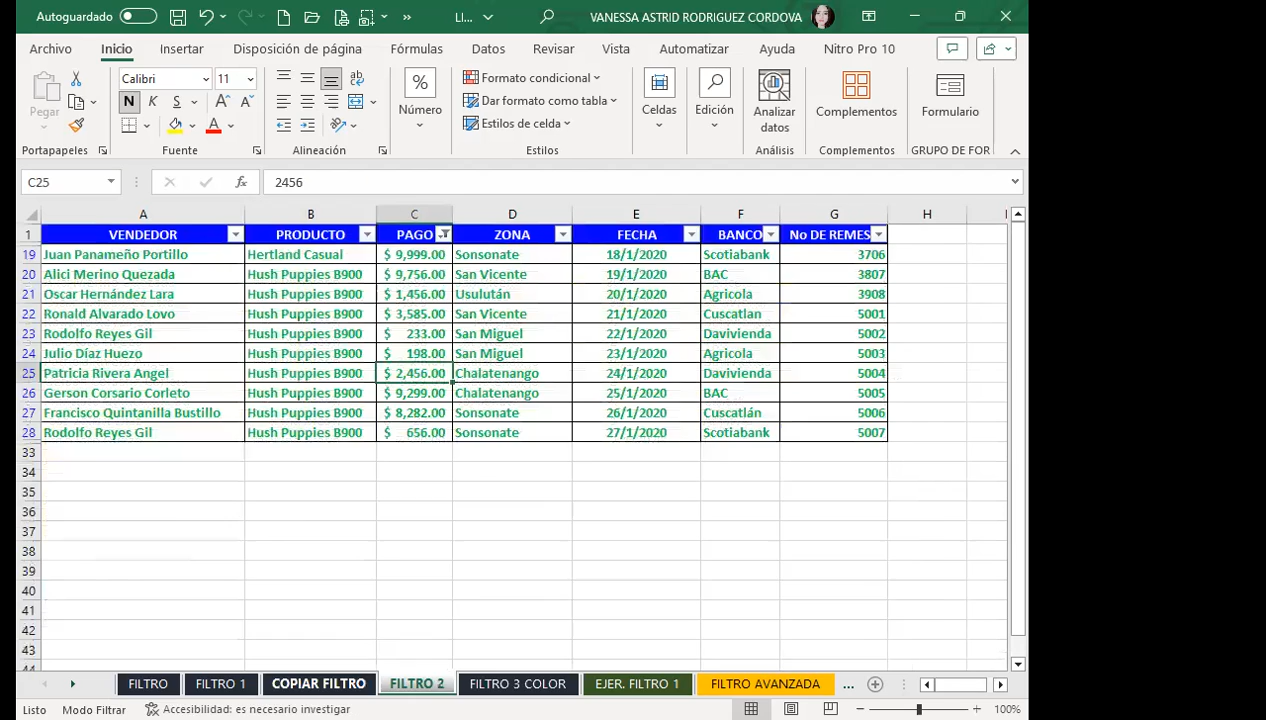 Autoguardado LI... VANESSA ASTRID RODRIGUEZ CORDOVA
Archivo Inicio Insertar Disposición de página Fórmulas Datos Revisar Vista Automatizar Ayuda Nitro Pro 10
Pegar Calibri 11 Número Formato condicional Dar formato como tabla Estilos de celda Celdas Edición Analizar datos Complementos Formulario
N K S
Portapapeles Fuente Alineación Estilos Análisis Complementos GRUPO DE FOR
C25 fx 2456
A B C D E F G H I
1 VENDEDOR PRODUCTO PAGO ZONA FECHA BANCO No DE REMES
19 Juan Panameño Portillo Hertland Casual $ 9,999.00 Sonsonate 18/1/2020 Scotiabank 3706
20 Alici Merino Quezada Hush Puppies B900 $ 9,756.00 San Vicente 19/1/2020 BAC 3807
21 Oscar Hernández Lara Hush Puppies B900 $ 1,456.00 Usulután 20/1/2020 Agricola 3908
22 Ronald Alvarado Lovo Hush Puppies B900 $ 3,585.00 San Vicente 21/1/2020 Cuscatlan 5001
23 Rodolfo Reyes Gil Hush Puppies B900 $ 233.00 San Miguel 22/1/2020 Davivienda 5002
24 Julio Díaz Huezo Hush Puppies B900 $ 198.00 San Miguel 23/1/2020 Agricola 5003
25 Patricia Rivera Angel Hush Puppies B900 $ 2,456.00 Chalatenango 24/1/2020 Davivienda 5004
26 Gerson Corsario Corleto Hush Puppies B900 $ 9,299.00 Chalatenango 25/1/2020 BAC 5005
27 Francisco Quintanilla Bustillo Hush Puppies B900 $ 8,282.00 Sonsonate 26/1/2020 Cuscatlán 5006
28 Rodolfo Reyes Gil Hush Puppies B900 $ 656.00 Sonsonate 27/1/2020 Scotiabank 5007
33
34
35
36
37
38
39
40
41
42
43
44
FILTRO FILTRO 1 COPIAR FILTRO FILTRO 2 FILTRO 3 COLOR EJER. FILTRO 1 FILTRO AVANZADA ...
Listo Modo Filtrar Accesibilidad: es necesario investigar 100%